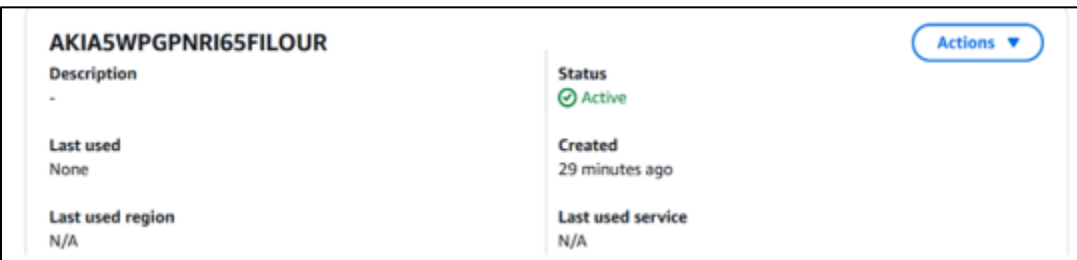 AKIA5WPGPNRI65FILOUR
Actions
Description
-
Status
Active
Last used
None
Created
29 minutes ago
Last used region
N/A
Last used service
N/A